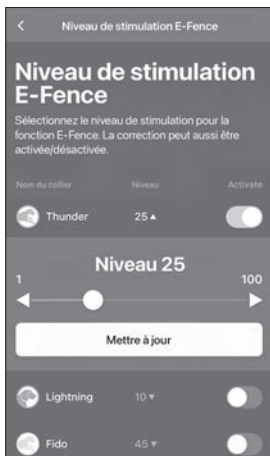 Niveau de stimulation E-Fence
Niveau de stimulation
E-Fence
Sélectionnez le niveau de stimulation pour la
fonction E-Fence. La correction peut aussi être
activée/désactivée.
Nom du collier Niveau Activate
Thunder 25 ▲
Niveau 25
1 100
Mettre à jour
Lightning 10 ▼
Fido 45 ▼